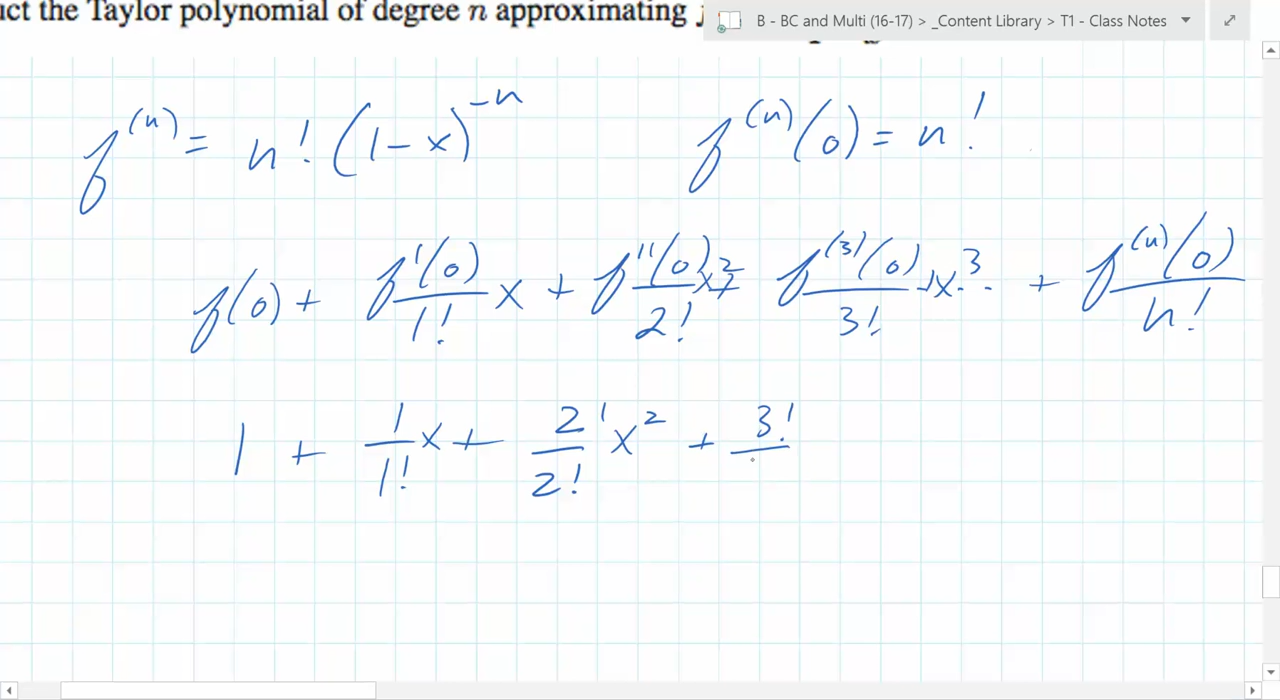 uct the Taylor polynomial of degree n approximating
B - BC and Multi (16-17) > _Content Library > T1 - Class Notes
f^(n) = n! (1-x)^-n f^(n)(0) = n!
f(0) + f'(0)/1! x + f''(0)/2! x^2 + f^(3)(0)/3! x^3 ... + f^(n)(0)/n!
1 + 1/1! x + 2!/2! x^2 + 3!